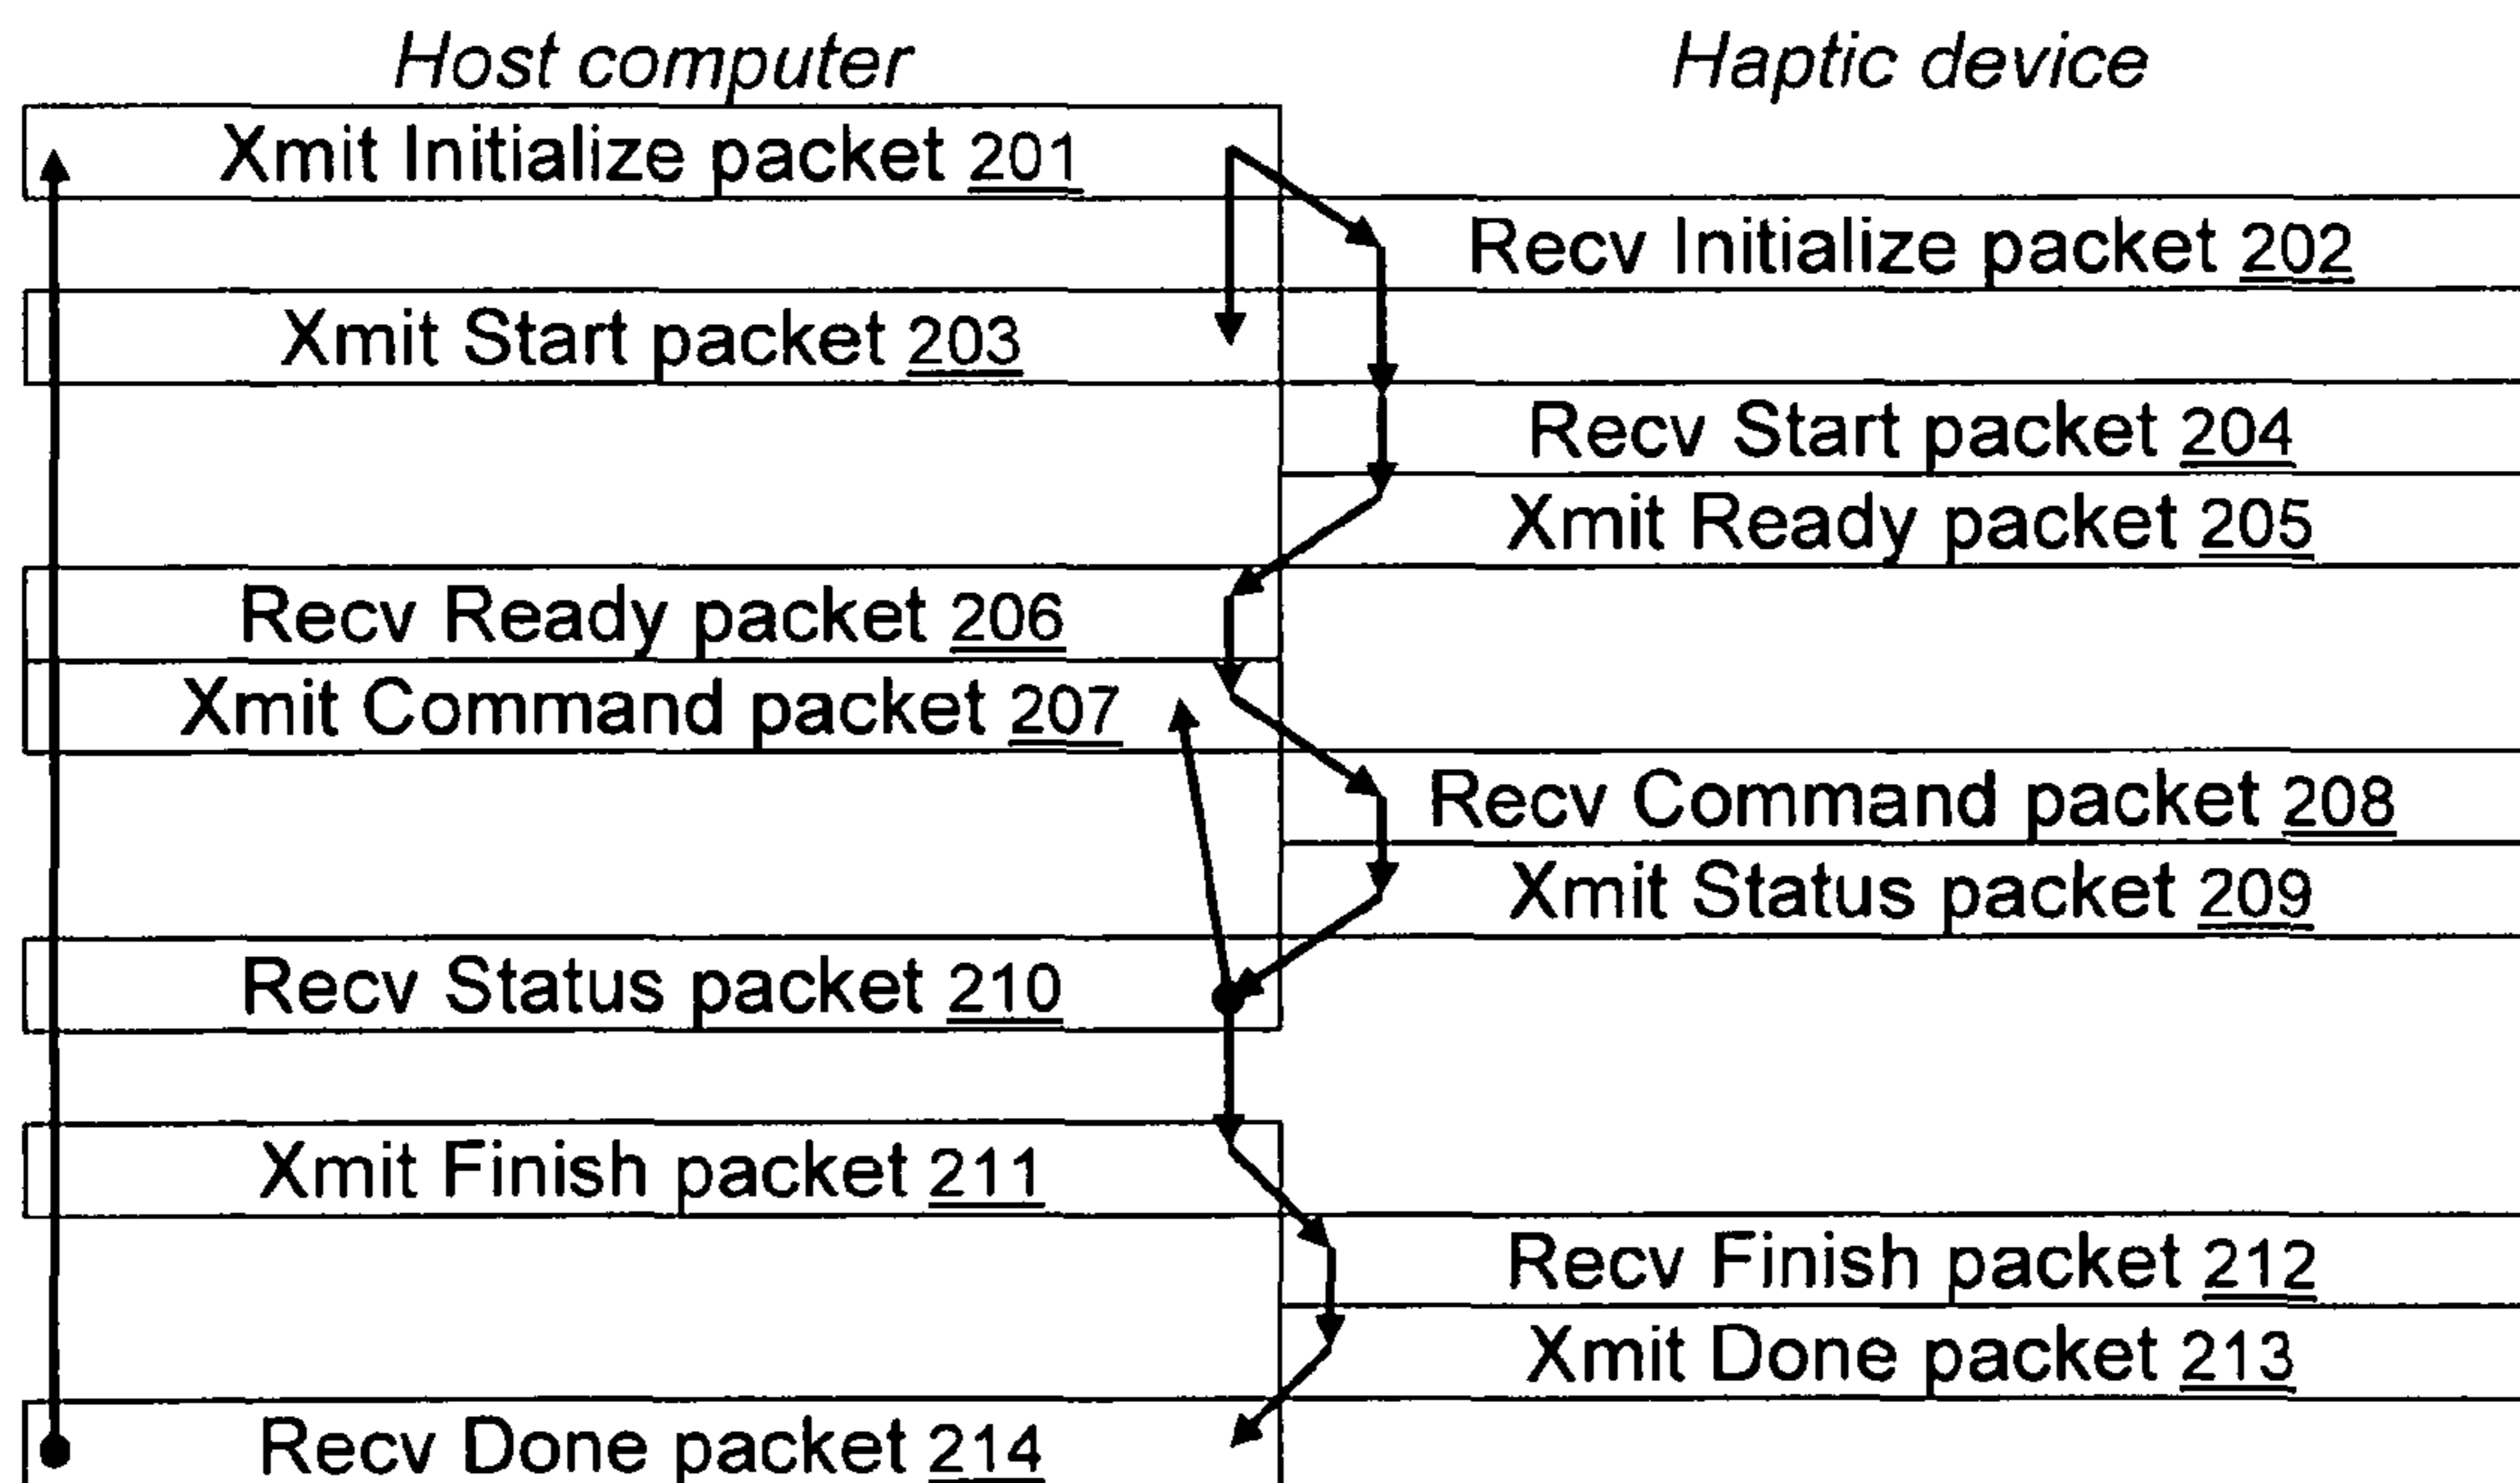 Host computer Haptic device
Xmit Initialize packet 201
Recv Initialize packet 202
Xmit Start packet 203
Recv Start packet 204
Xmit Ready packet 205
Recv Ready packet 206
Xmit Command packet 207
Recv Command packet 208
Xmit Status packet 209
Recv Status packet 210
Xmit Finish packet 211
Recv Finish packet 212
Xmit Done packet 213
Recv Done packet 214